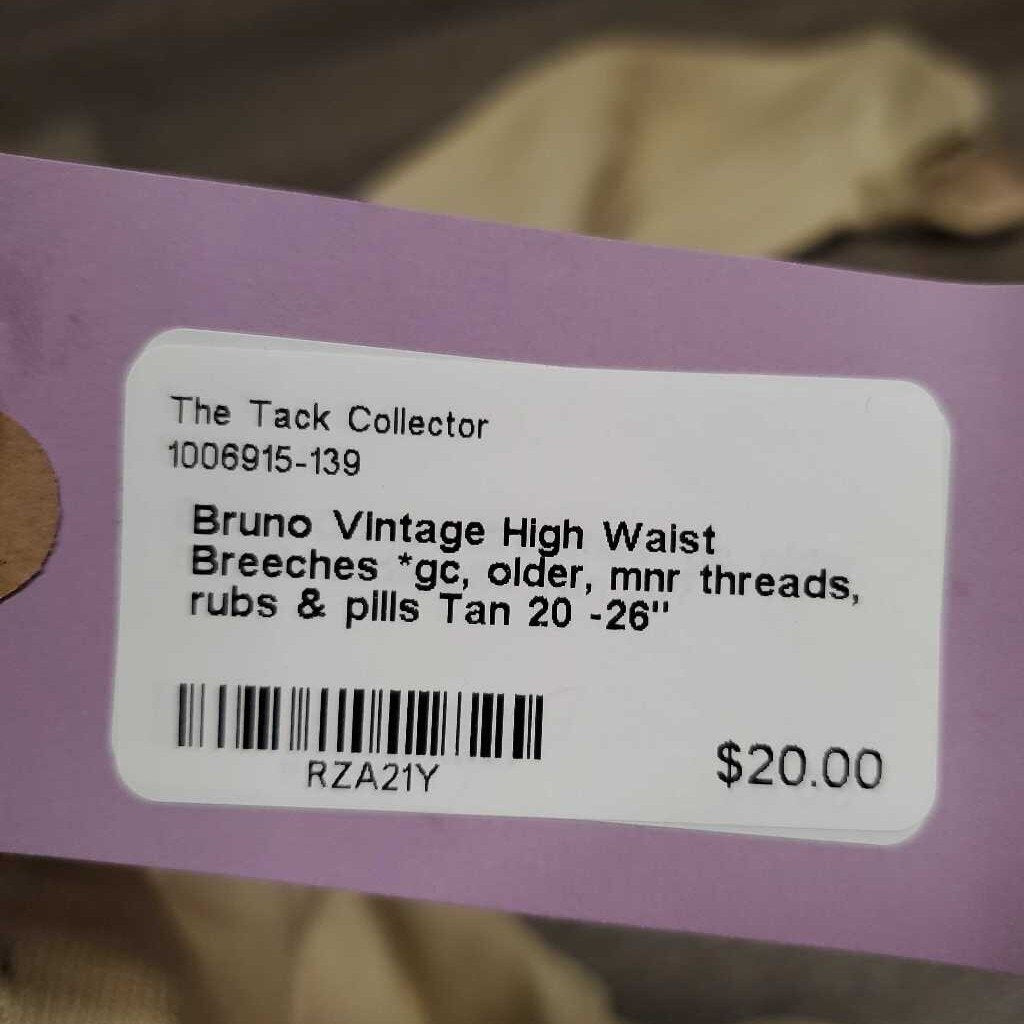 The Tack Collector
1006915-139
Bruno VIntage High Waist
Breeches *gc, older, mnr threads,
rubs & pills Tan 20 -26"
RZA21Y
$20.00